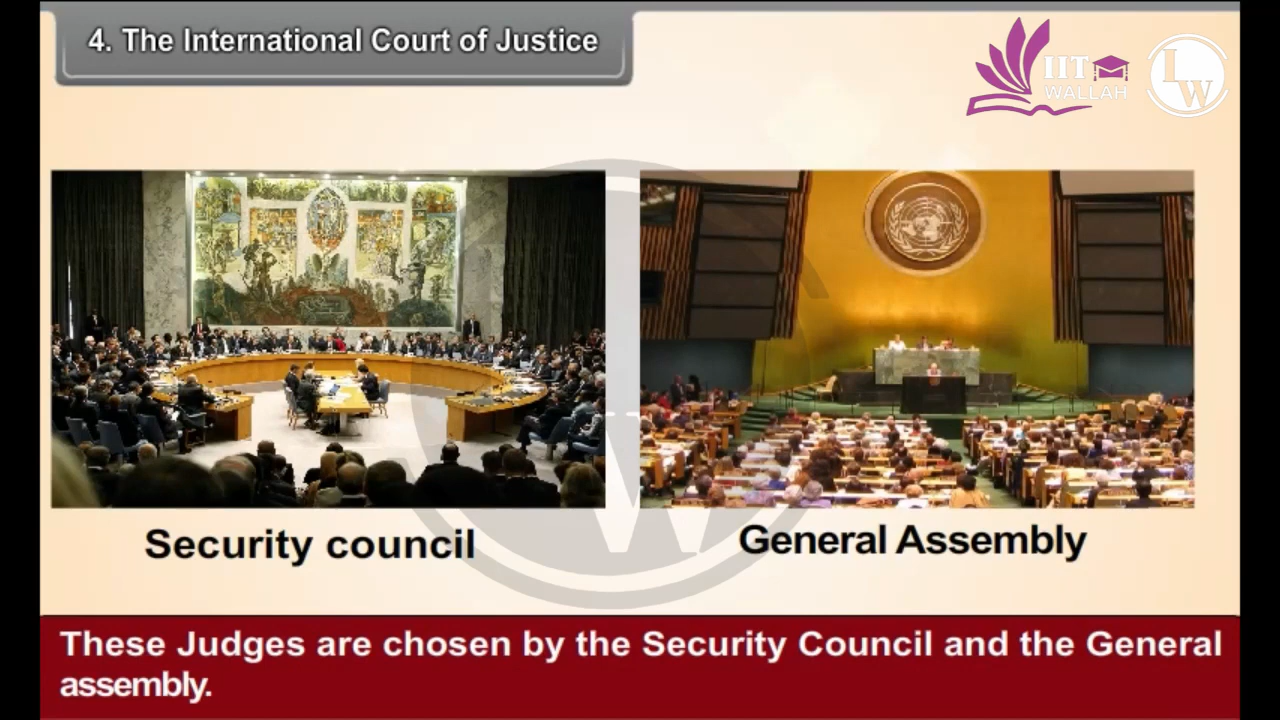 4. The International Court of Justice
IIT
WALLAH
LW
Security council
General Assembly
These Judges are chosen by the Security Council and the General
assembly.